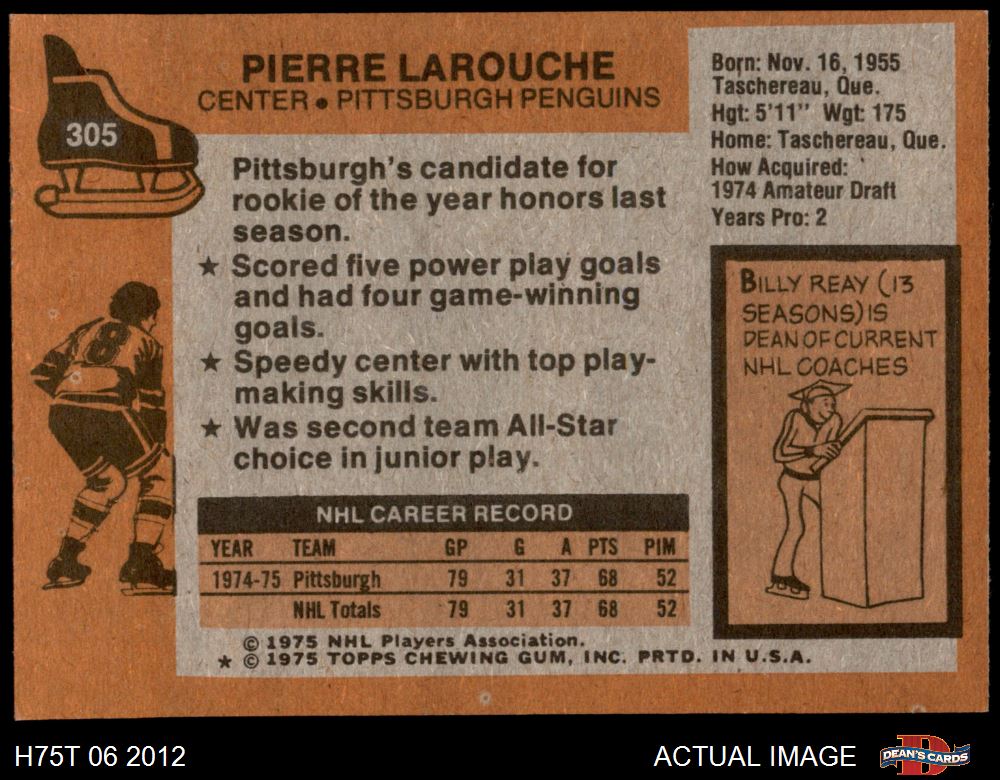 305
PIERRE LAROUCHE
CENTER ● PITTSBURGH PENGUINS
Born: Nov. 16, 1955
Taschereau, Que.
Hgt: 5'11" Wgt: 175
Home: Taschereau, Que.
How Acquired:
1974 Amateur Draft
Years Pro: 2
Pittsburgh's candidate for
rookie of the year honors last
season.
★ Scored five power play goals
and had four game-winning
goals.
★ Speedy center with top play-
making skills.
★ Was second team All-Star
choice in junior play.
8
BILLY REAY (13
SEASONS) IS
DEAN OF CURRENT
NHL COACHES
NHL CAREER RECORD
YEAR TEAM GP G A PTS PIM
1974-75 Pittsburgh 79 31 37 68 52
NHL Totals 79 31 37 68 52
© 1975 NHL Players Association.
★ © 1975 TOPPS CHEWING GUM, INC. PRTD. IN U.S.A.
H75T 06 2012
ACTUAL IMAGE
D
DEAN'S CARDS